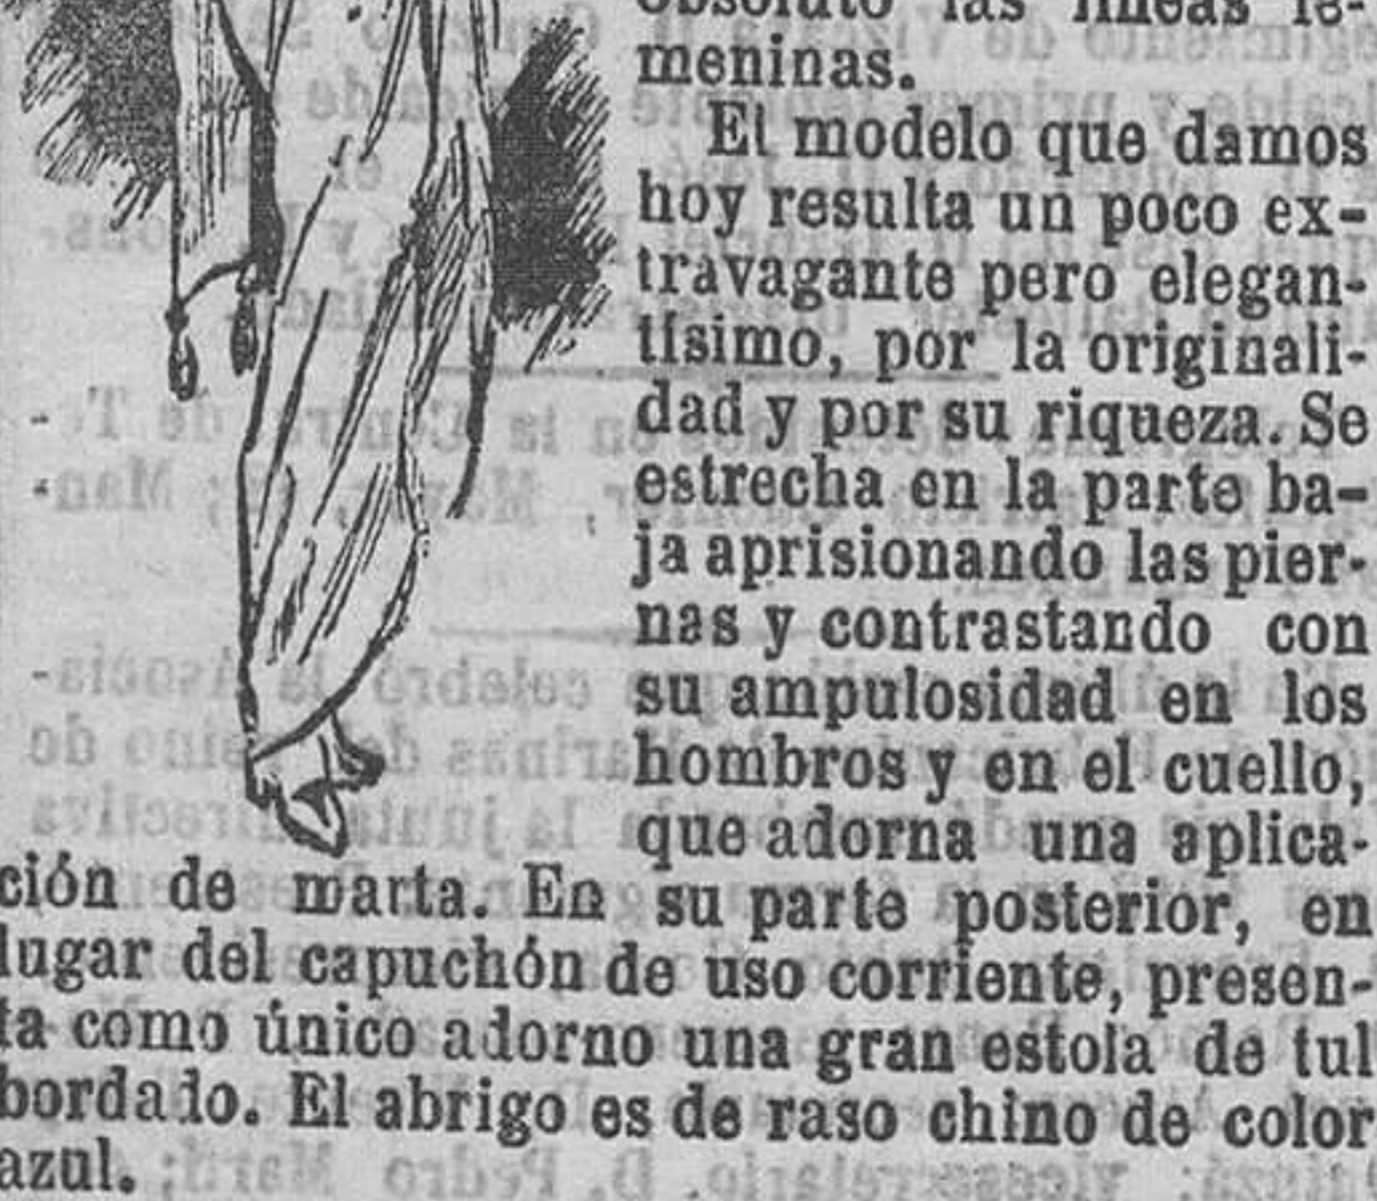 obsoluto las líneas fe-
meninas.
El modelo que damos
hoy resulta un poco ex-
travagante pero elegan-
tísimo, por la originali-
dad y por su riqueza. Se
estrecha en la parte ba-
ja aprisionando las pier-
nas y contrastando con
su ampulosidad en los
hombros y en el cuello,
que adorna una aplica-
ción de marta. En su parte posterior, en
lugar del capuchón de uso corriente, presen-
ta como único adorno una gran estola de tul
bordado. El abrigo es de raso chino de color
azul.